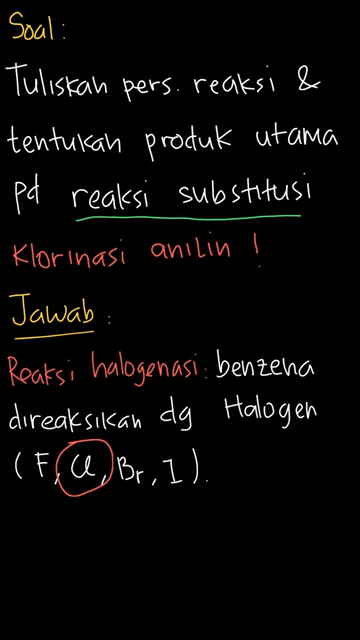 Soal :
Tuliskan pers. reaksi &
tentukan produk utama
pd reaksi substitusi
Klorinasi anilin !
Jawab :
Reaksi halogenasi : benzena
direaksikan dg Halogen
(F, Cl, Br, I).